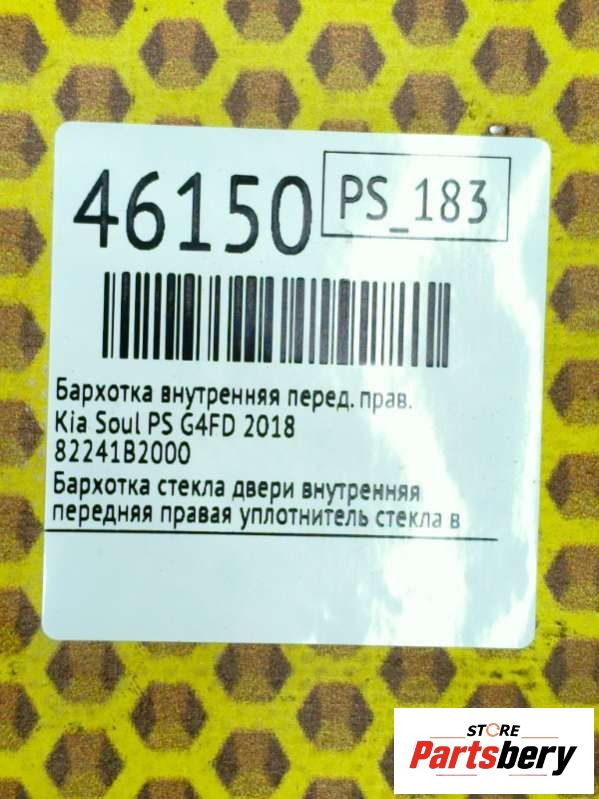 46150
PS_183
Бархотка внутренняя перед. прав.
Kia Soul PS G4FD 2018
82241B2000
Бархотка стекла двери внутренняя
передняя правая уплотнитель стекла в
STORE
Partsbery